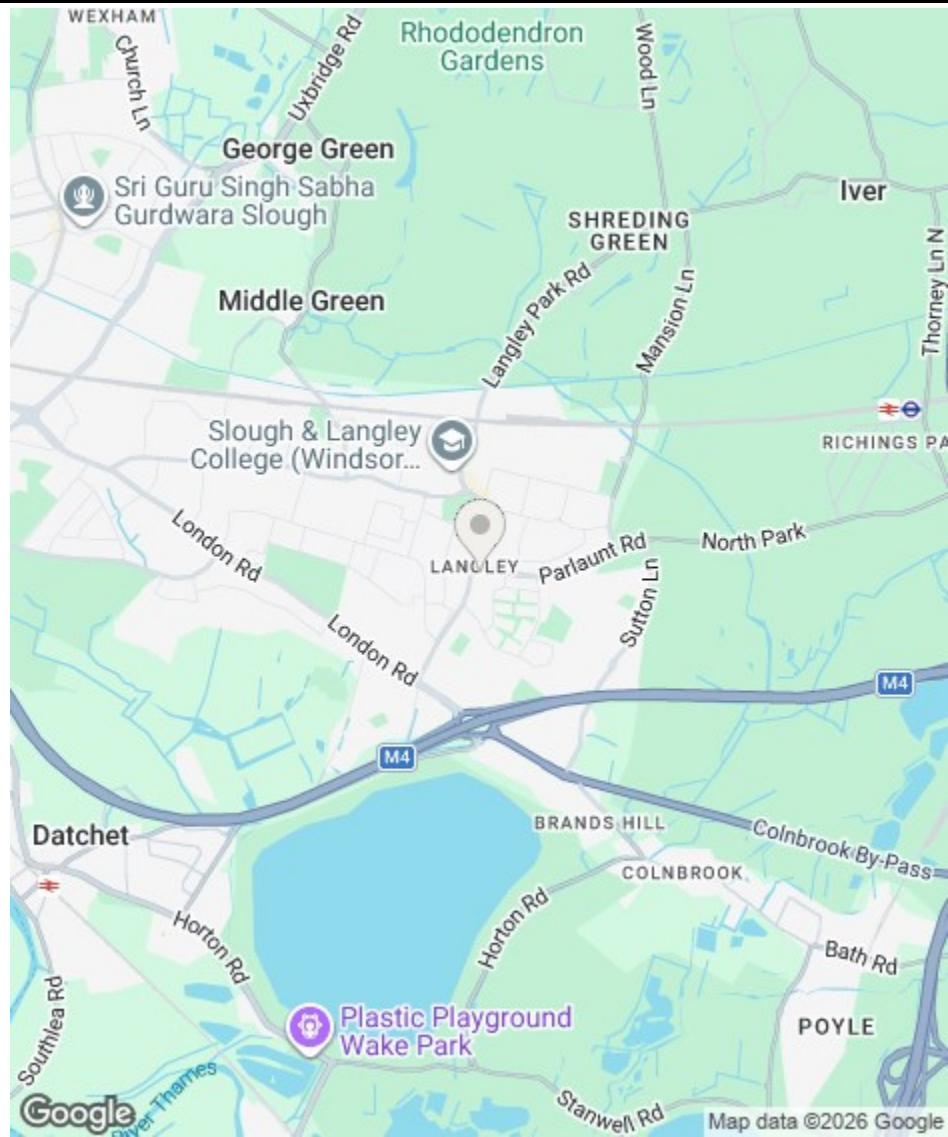 WEXHAM
Church Ln
Uxbridge Rd
Rhododendron
Gardens
Wood Ln
George Green
Sri Guru Singh Sabha
Gurdwara Slough
Iver
SHREDING
GREEN
Middle Green
Langley Park Rd
Mansion Ln
Thorney Ln N
Slough & Langley
College (Windsor...
RICHINGS PA
London Rd
LANGLEY
Parlaunt Rd
North Park
Sutton Ln
London Rd
M4
M4
Datchet
BRANDS HILL
Colnbrook By-Pass
COLNBROOK
Horton Rd
Horton Rd
Bath Rd
Southlea Rd
Plastic Playground
Wake Park
POYLE
River Thames
Stanwell Rd
Google
Map data ©2026 Google